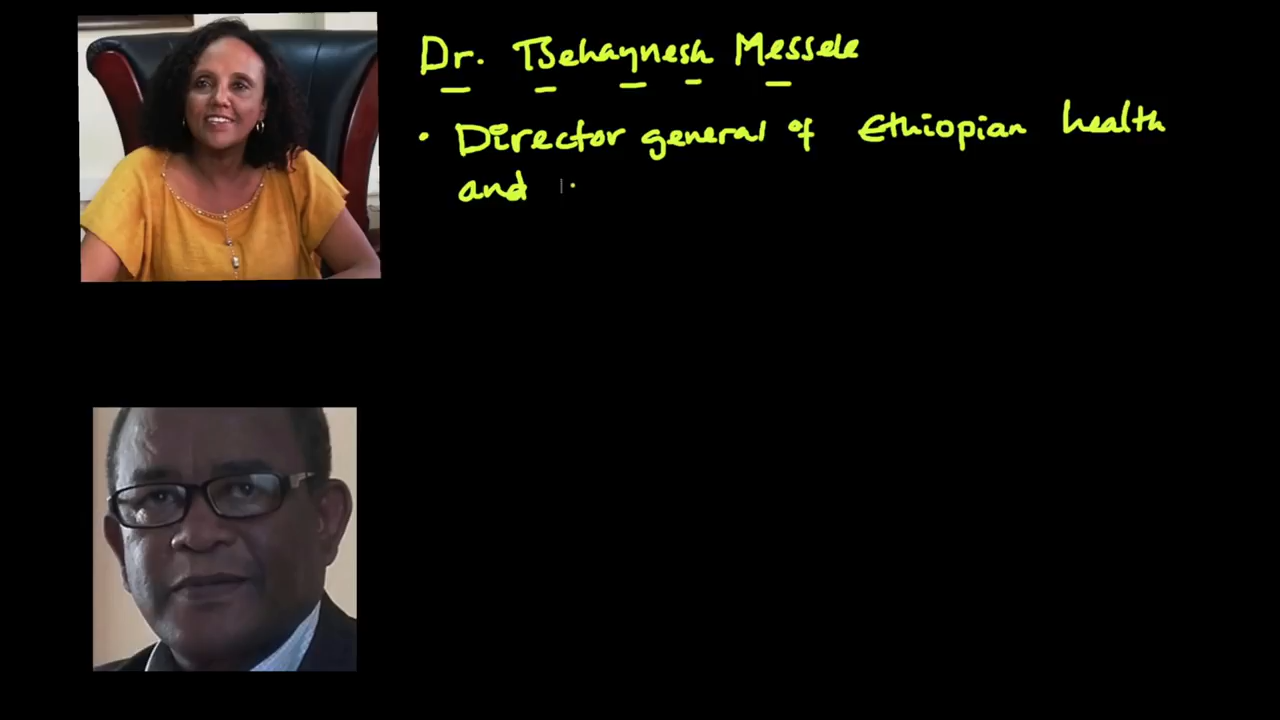 Dr. Tsehaynesh Messele
• Director general of Ethiopian health
and